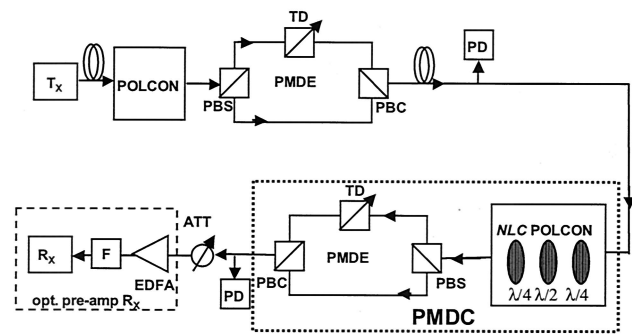 TD
PD
Tx
POLCON
PMDE
PBS
PBC
TD
ATT
NLC POLCON
Rx
F
PMDE
EDFA
PBC
PBS
λ/4 λ/2 λ/4
PD
opt. pre-amp Rx
PMDC